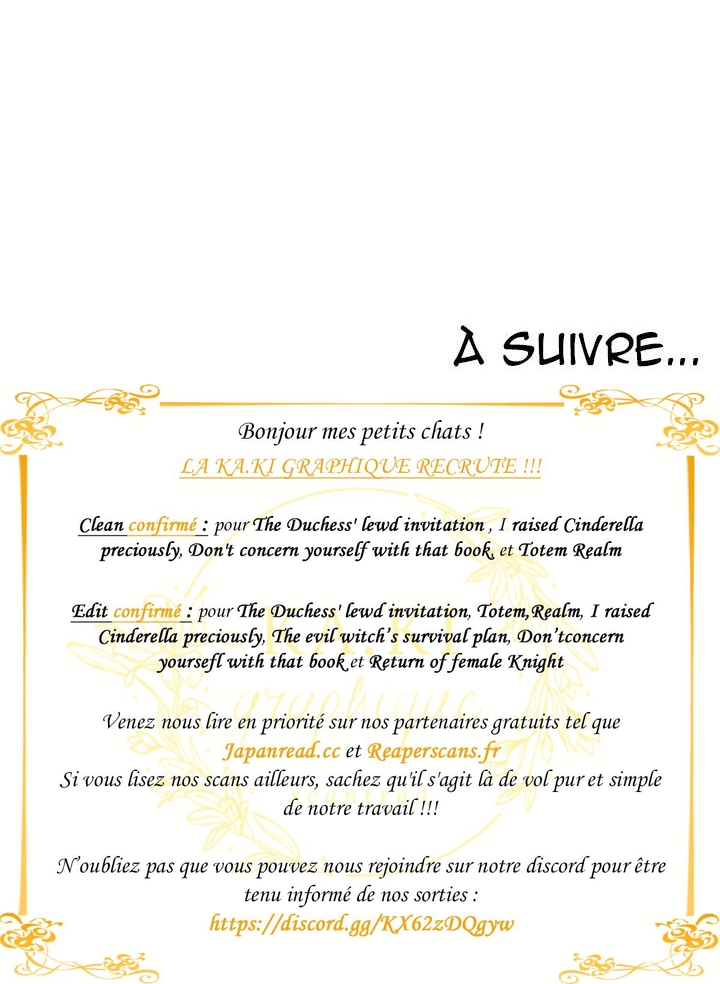 À SUIVRE...
Bonjour mes petits chats !
LA KA.KI GRAPHIQUE RECRUTE !!!
Clean confirmé : pour The Duchess' lewd invitation , I raised Cinderella
preciously, Don't concern yourself with that book. et Totem Realm
Edit confirmé : pour The Duchess' lewd invitation, Totem,Realm, I raised
Cinderella preciously, The evil witch’s survival plan, Don’tconcern
yoursefl with that book et Return of female Knight
KA.KI
graphique
Venez nous lire en priorité sur nos partenaires gratuits tel que
Japanread.cc et Reaperscans.fr
Si vous lisez nos scans ailleurs, sachez qu'il s'agit là de vol pur et simple
de notre travail !!!
N’oubliez pas que vous pouvez nous rejoindre sur notre discord pour être
tenu informé de nos sorties :
https://discord.gg/KX62zDQgyw